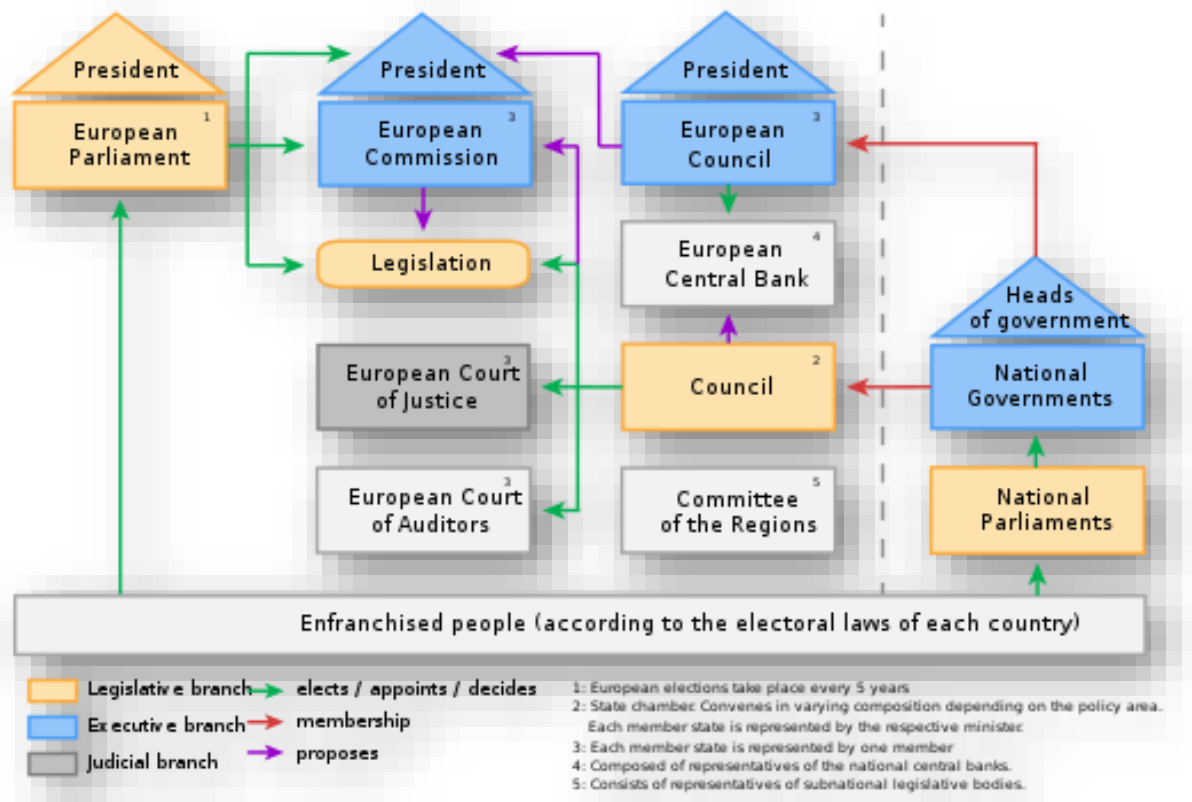 President
President
President
1
European
Parliament
3
European
Commission
3
European
Council
Legislation
4
European
Central Bank
Heads
of government
3
European Court
of Justice
2
Council
National
Governments
3
European Court
of Auditors
5
Committee
of the Regions
National
Parliaments
Enfranchised people (according to the electoral laws of each country)
Legislative branch
Executive branch
Judicial branch
elects / appoints / decides
membership
proposes
1: European elections take place every 5 years
2: State chamber. Convenes in varying composition depending on the policy area.
Each member state is represented by the respective minister.
3: Each member state is represented by one member
4: Composed of representatives of the national central banks.
5: Consists of representatives of subnational legislative bodies.